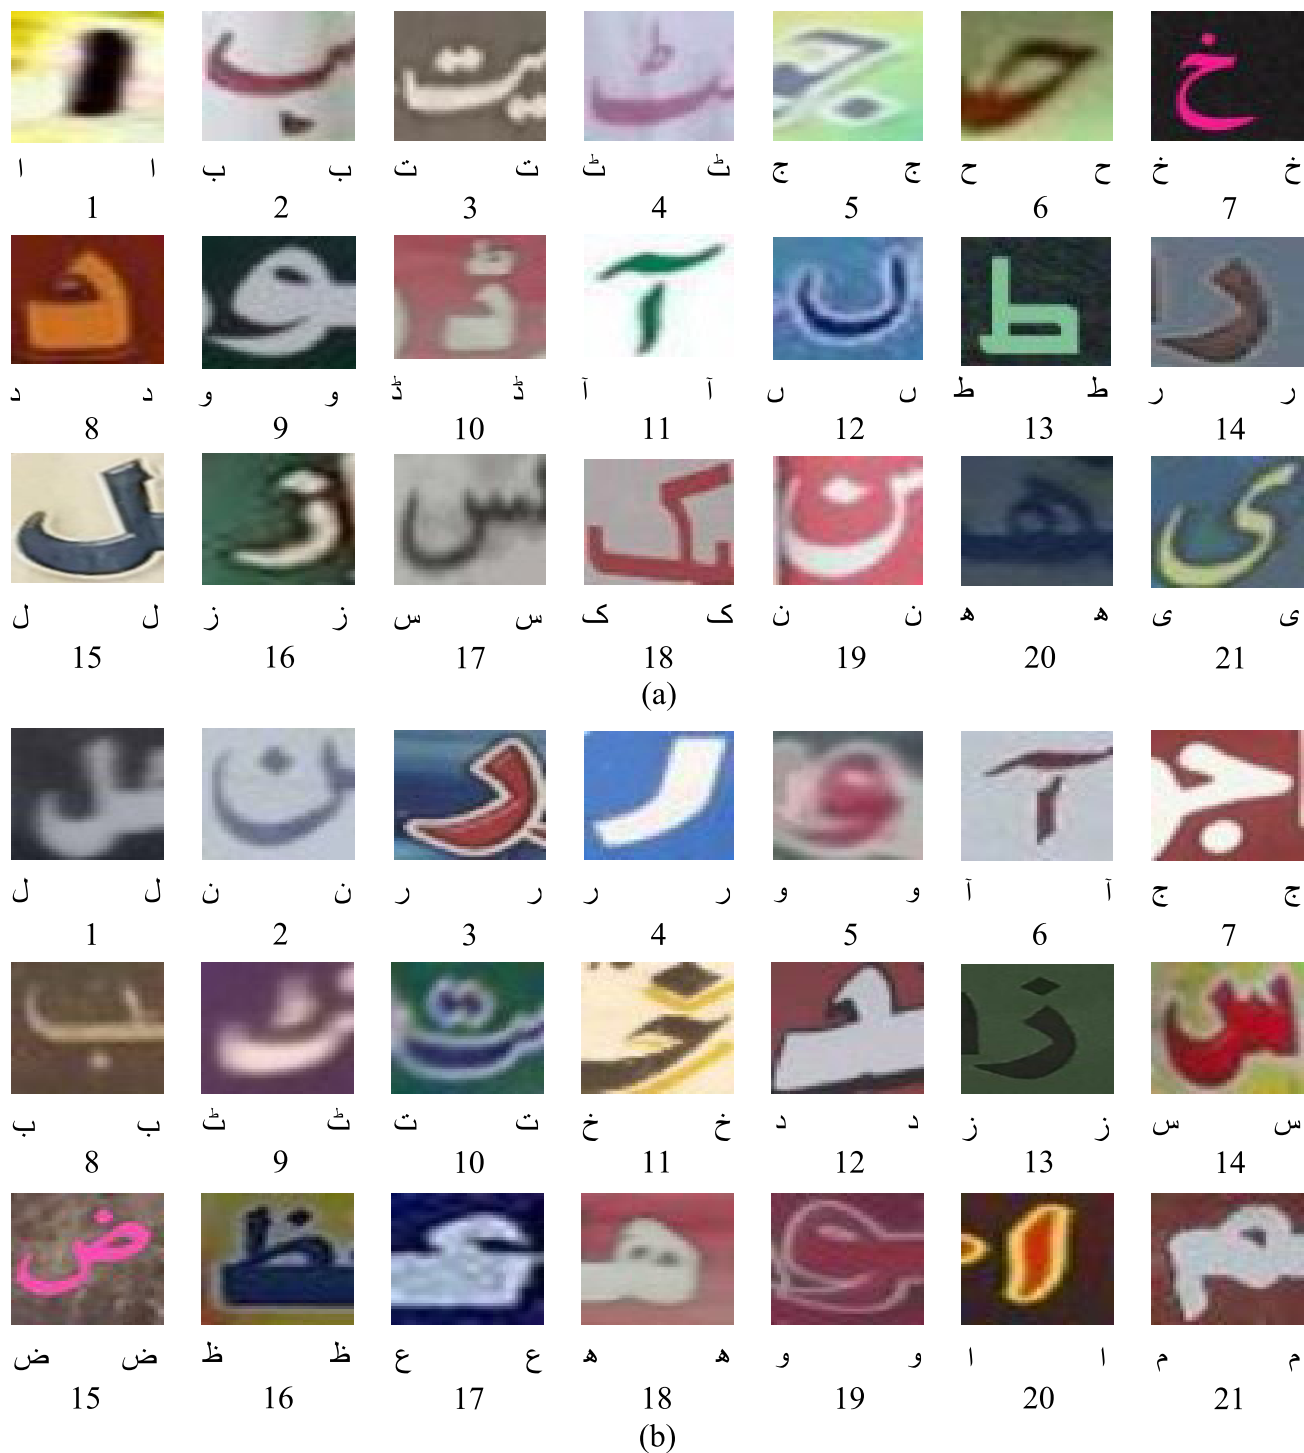 ا ا ب ب ت ت ٹ ٹ ج ج ح ح خ خ
1 2 3 4 5 6 7
د د و و ڈ ڈ آ آ ں ں ط ط ر ر
8 9 10 11 12 13 14
ل ل ز ز س س ک ک ن ن ھ ھ ی ی
15 16 17 18 19 20 21
(a)
ل ل ن ن ر ر ر ر و و آ آ ج ج
1 2 3 4 5 6 7
ب ب ٹ ٹ ت ت خ خ د د ز ز س س
8 9 10 11 12 13 14
ض ض ظ ظ ع ع ھ ھ و و ا ا م م
15 16 17 18 19 20 21
(b)